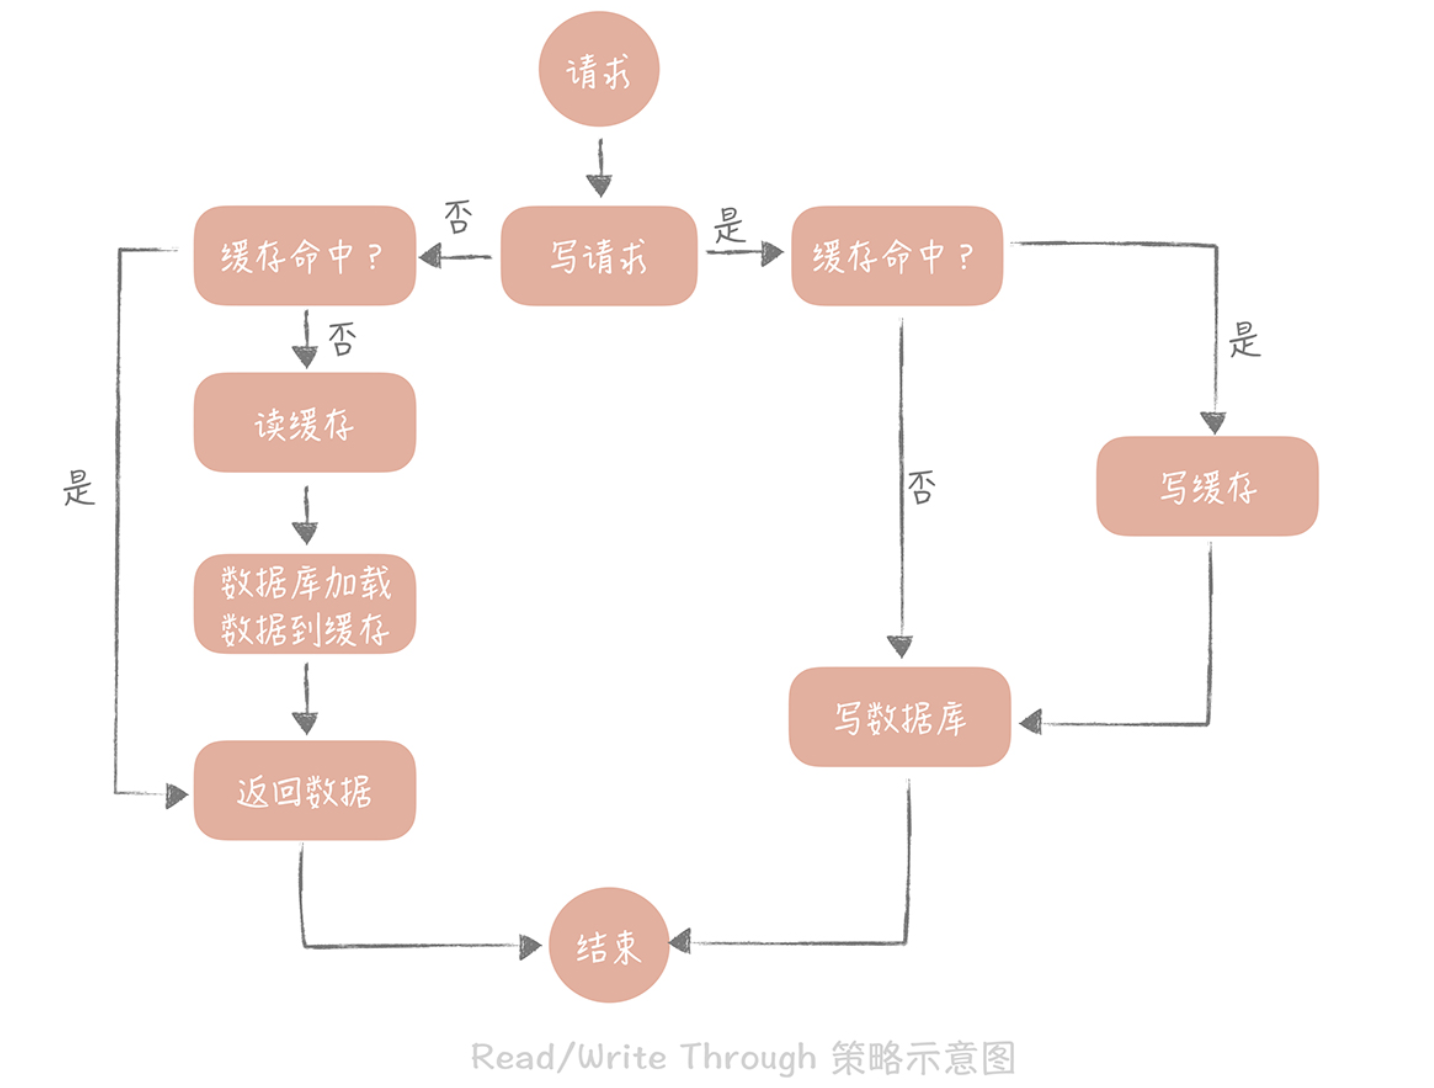 请求
否
是
缓存命中？
写请求
缓存命中？
否
是
读缓存
是
否
写缓存
数据库加载
数据到缓存
写数据库
返回数据
结束
Read/Write Through 策略示意图